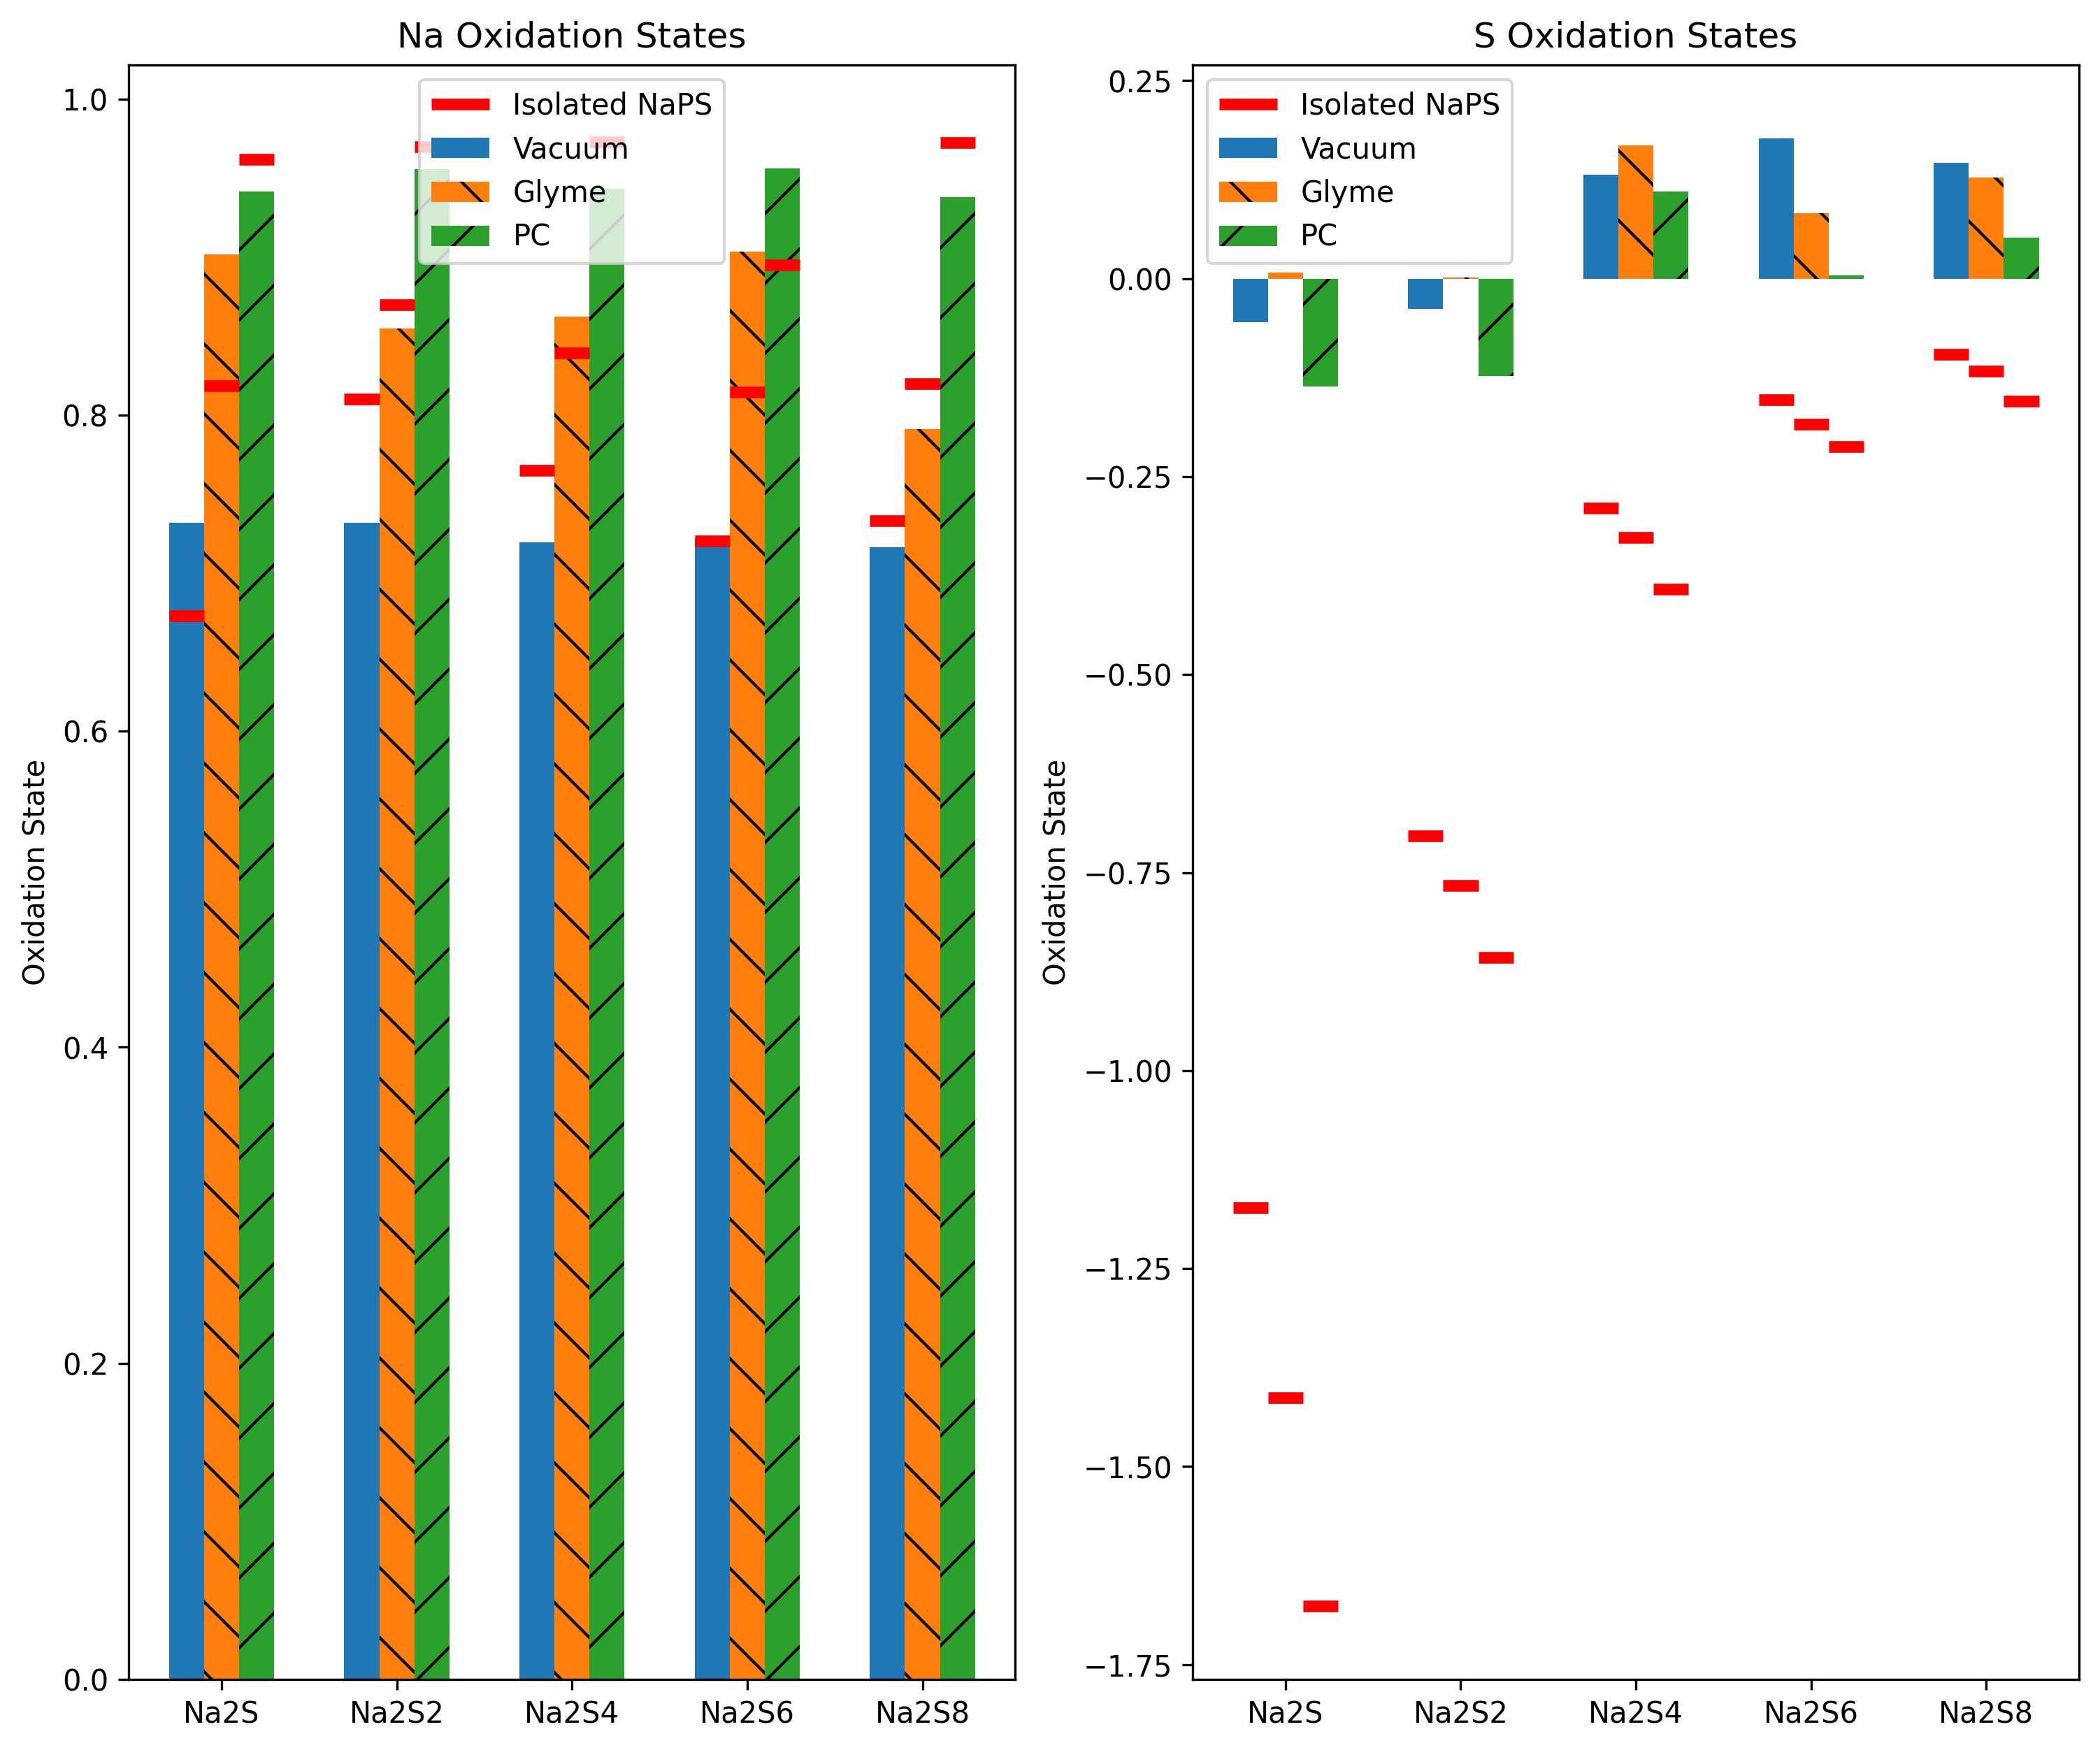 Na Oxidation States
Isolated NaPS
Vacuum
Glyme
PC
1.0
0.8
0.6
0.4
0.2
0.0
Oxidation State
Na2S
Na2S2
Na2S4
Na2S6
Na2S8
S Oxidation States
Isolated NaPS
Vacuum
Glyme
PC
0.25
0.00
−0.25
−0.50
−0.75
−1.00
−1.25
−1.50
−1.75
Oxidation State
Na2S
Na2S2
Na2S4
Na2S6
Na2S8